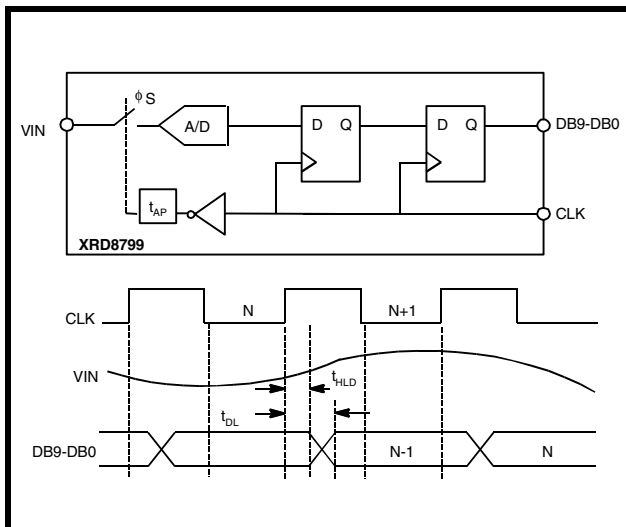 ϕS
VIN
A/D
D Q
D Q
DB9-DB0
tAP
CLK
XRD8799
CLK
N
N+1
VIN
tHLD
tDL
DB9-DB0
N-1
N